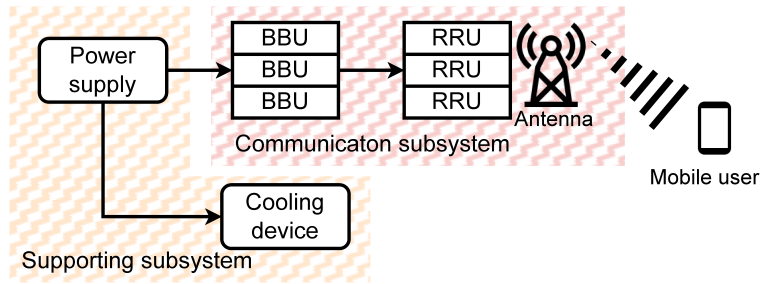 Power
supply
BBU
BBU
BBU
RRU
RRU
RRU
Antenna
Communicaton subsystem
Mobile user
Cooling
device
Supporting subsystem